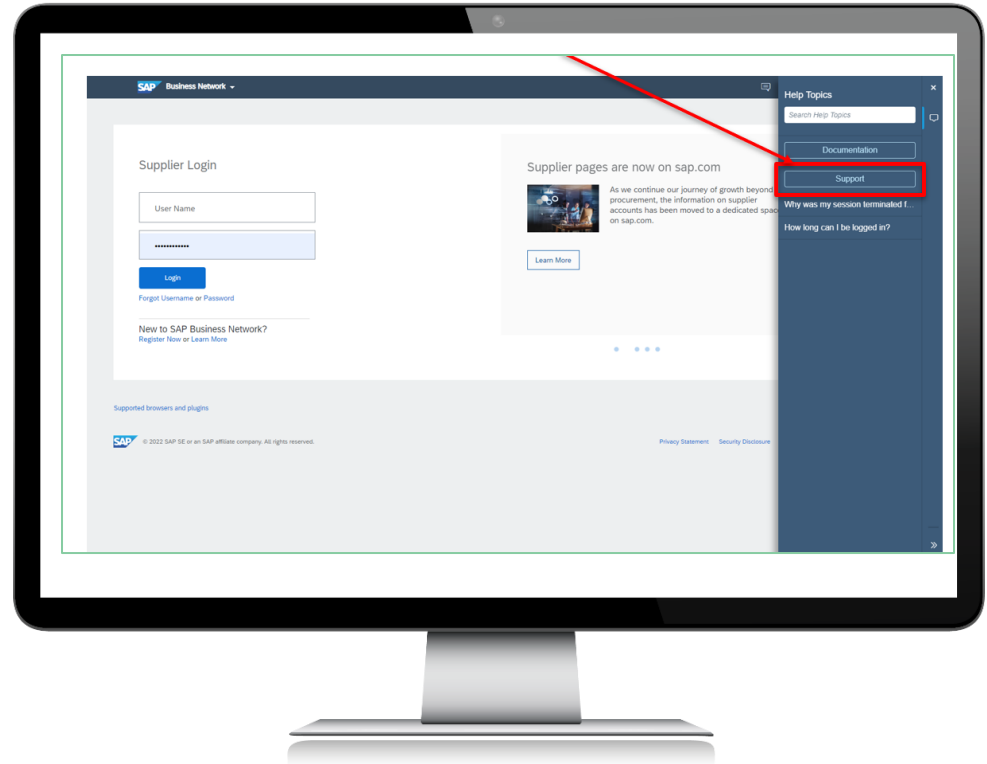 SAP Business Network
Help Topics
Search Help Topics
Documentation
Support
Why was my session terminated f...
How long can I be logged in?
Supplier Login
User Name
••••••••••••
Login
Forgot Username or Password
New to SAP Business Network?
Register Now or Learn More
Supplier pages are now on sap.com
As we continue our journey of growth beyond
procurement, the information on supplier
accounts has been moved to a dedicated spac
on sap.com.
Learn More
Supported browsers and plugins
SAP © 2022 SAP SE or an SAP affiliate company. All rights reserved.
Privacy Statement Security Disclosure